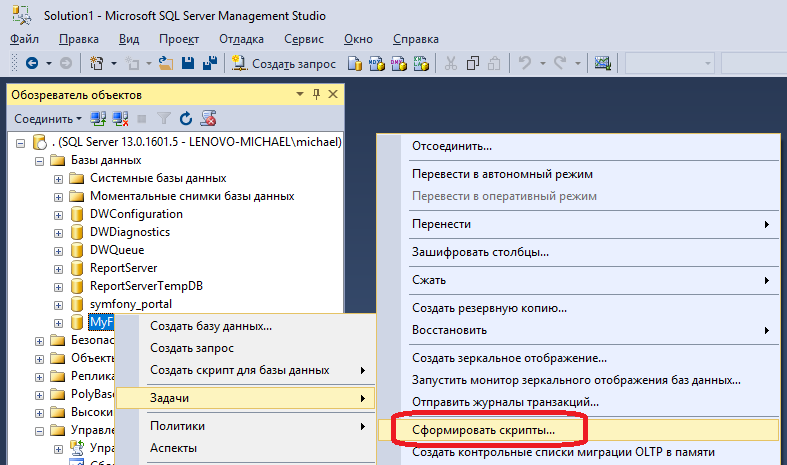 Solution1 - Microsoft SQL Server Management Studio
Файл Правка Вид Проект Отладка Сервис Окно Справка
Создать запрос
MDX DMX XMLA
Обозреватель объектов
Соединить
. (SQL Server 13.0.1601.5 - LENOVO-MICHAEL\michael)
Базы данных
Системные базы данных
Моментальные снимки базы данных
DWConfiguration
DWDiagnostics
DWQueue
ReportServer
ReportServerTempDB
symfony_portal
MyF
Безопас
Объекты
Реплика
PolyBase
Высоки
Управле
Упра
Создать базу данных...
Создать запрос
Создать скрипт для базы данных
Задачи
Политики
Аспекты
Отсоединить...
Перевести в автономный режим
Перевести в оперативный режим
Перенести
Зашифровать столбцы...
Сжать
Создать резервную копию...
Восстановить
Создать зеркальное отображение...
Запустить монитор зеркального отображения баз данных...
Отправить журналы транзакций...
Сформировать скрипты...
Создать контрольные списки миграции OLTP в памяти